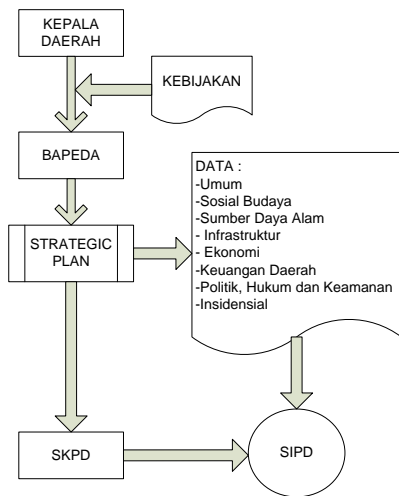 KEPALA
DAERAH
KEBIJAKAN
BAPEDA
DATA :
-Umum
-Sosial Budaya
-Sumber Daya Alam
- Infrastruktur
- Ekonomi
-Keuangan Daerah
-Politik, Hukum dan Keamanan
-Insidensial
STRATEGIC
PLAN
SKPD
SIPD